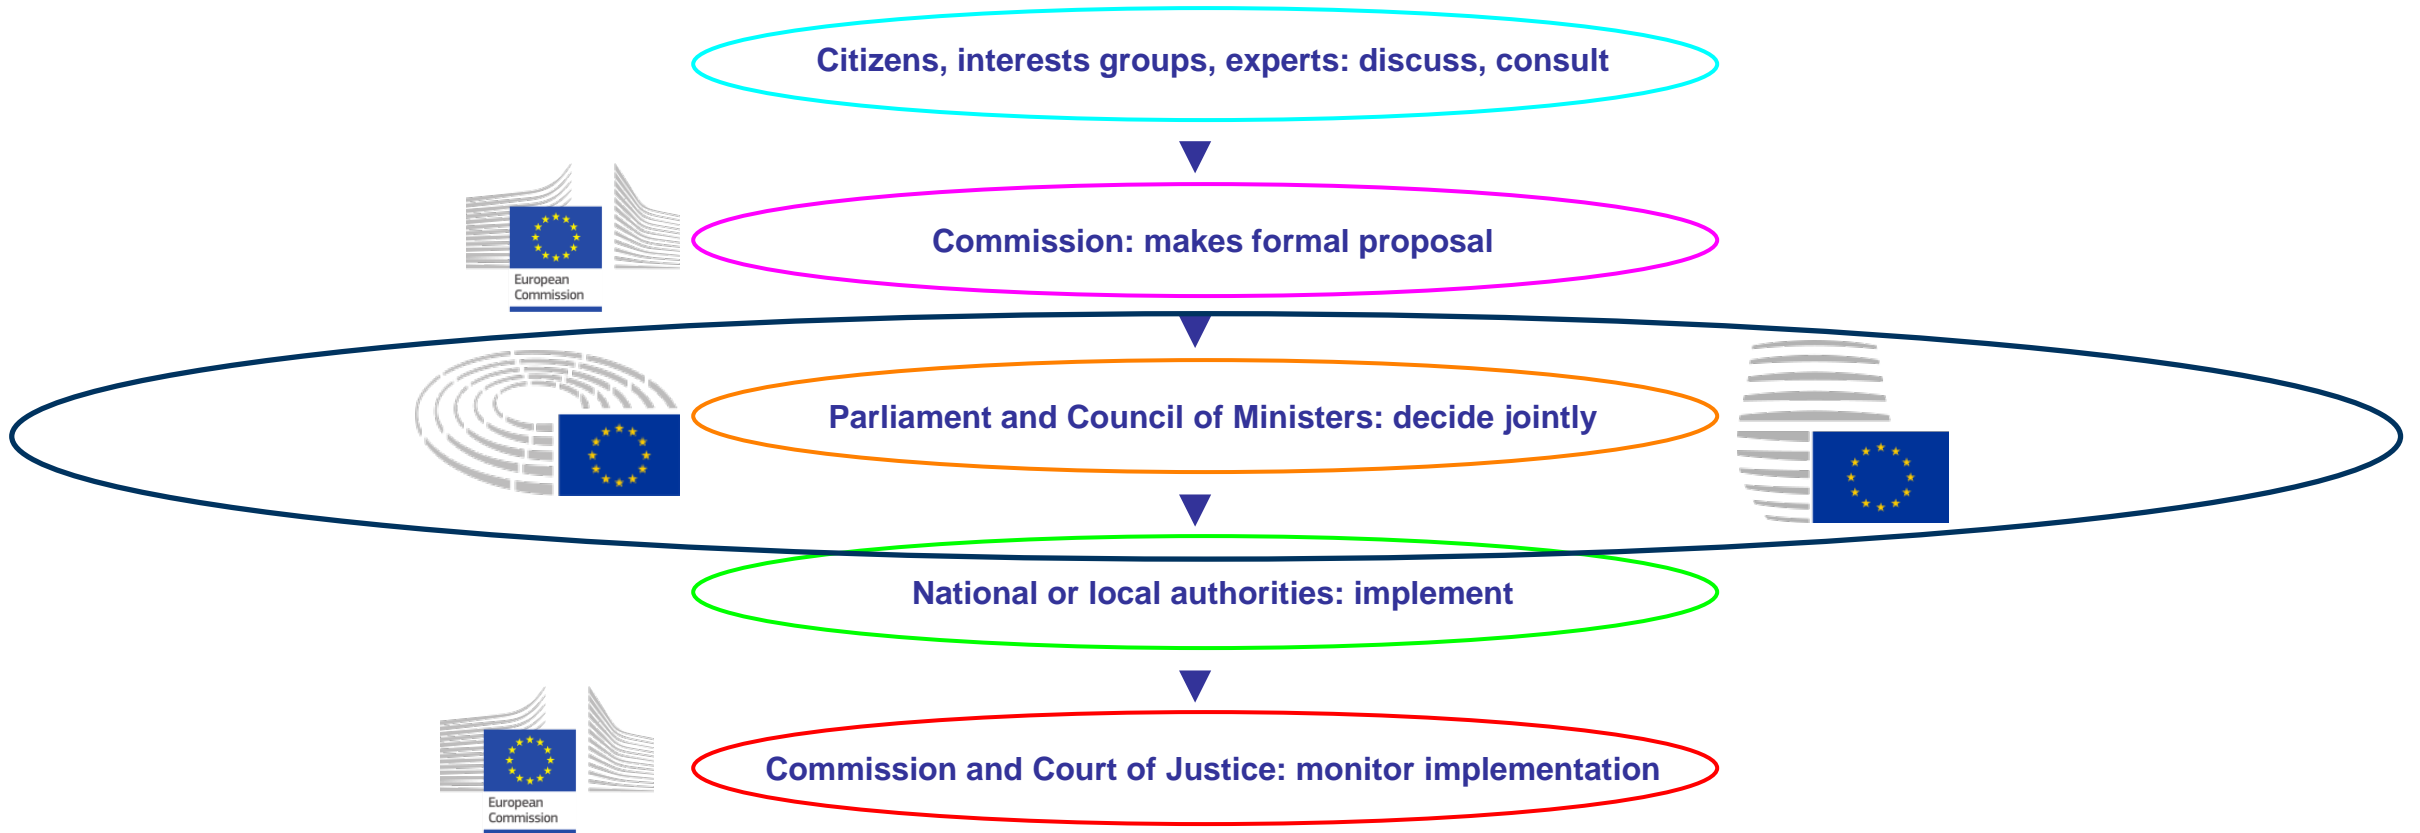 Citizens, interests groups, experts: discuss, consult
Commission: makes formal proposal
European
Commission
Parliament and Council of Ministers: decide jointly
National or local authorities: implement
Commission and Court of Justice: monitor implementation
European
Commission